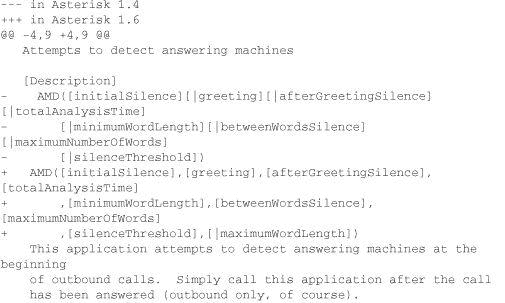 --- in Asterisk 1.4
+++ in Asterisk 1.6
@@ -4,9 +4,9 @@
Attempts to detect answering machines
[Description]
- AMD([initialSilence][|greeting][|afterGreetingSilence]
[|totalAnalysisTime]
- [|minimumWordLength][|betweenWordsSilence]
[|maximumNumberOfWords]
- [|silenceThreshold])
+ AMD([initialSilence],[greeting],[afterGreetingSilence],
[totalAnalysisTime]
+ ,[minimumWordLength],[betweenWordsSilence],
[maximumNumberOfWords]
+ ,[silenceThreshold],[|maximumWordLength])
This application attempts to detect answering machines at the
beginning
of outbound calls. Simply call this application after the call
has been answered (outbound only, of course).